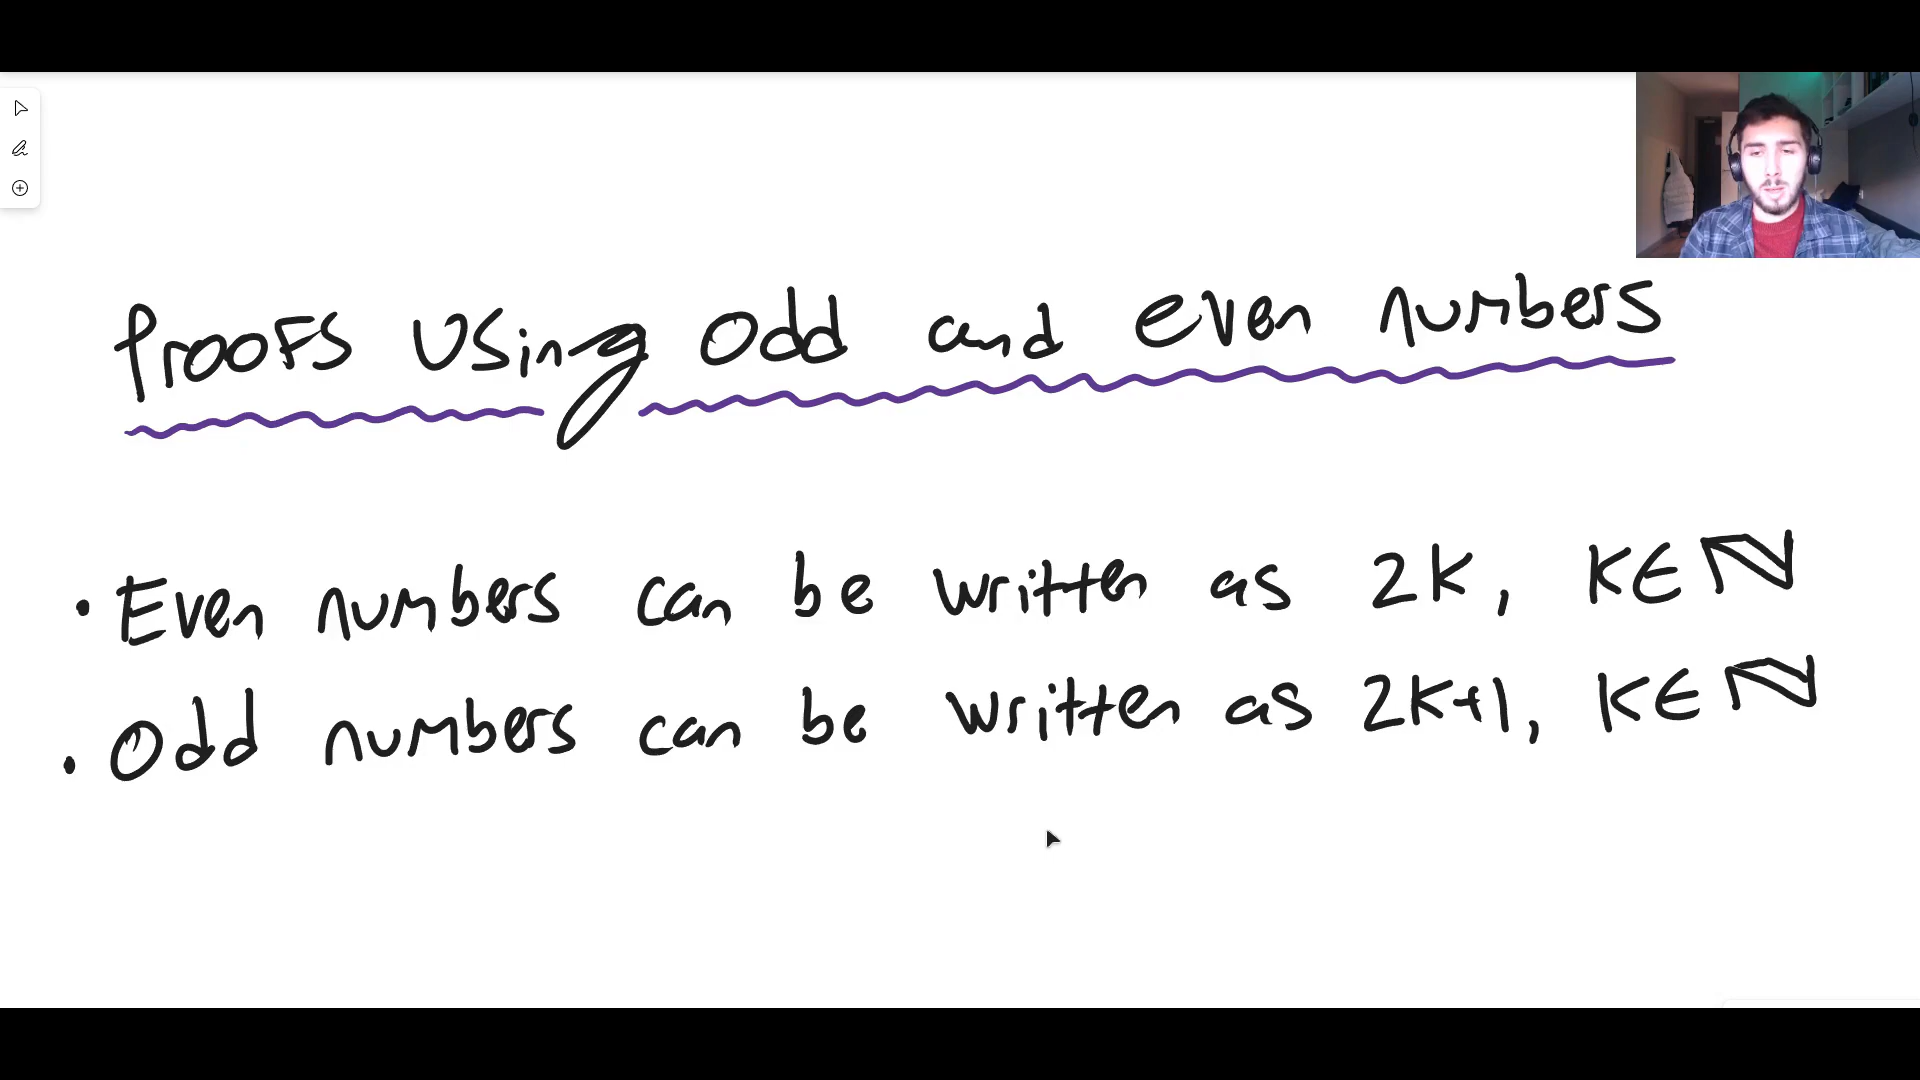 Proofs Using Odd and even numbers
• Even numbers can be written as 2K, K∈ℕ
• Odd numbers can be written as 2K+1, K∈ℕ